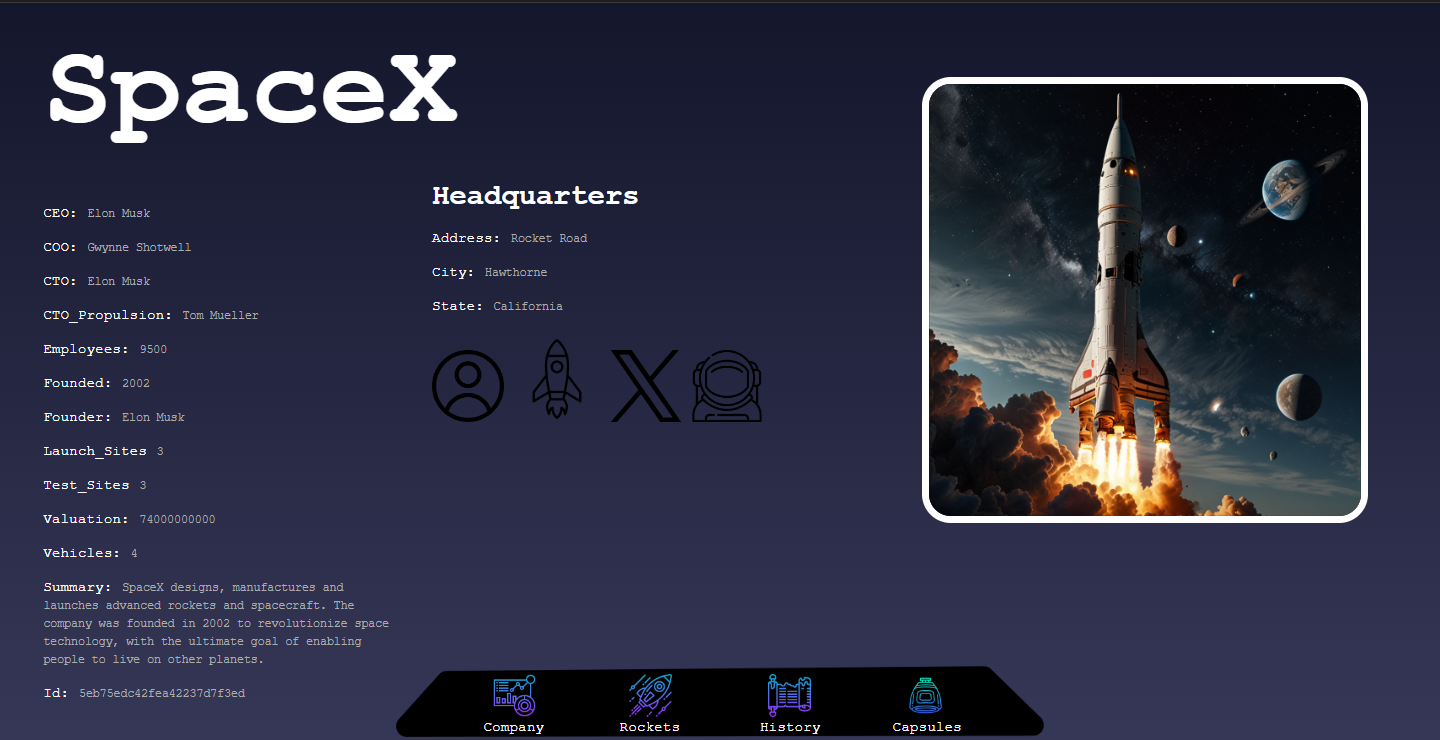 SpaceX
CEO: Elon Musk
COO: Gwynne Shotwell
CTO: Elon Musk
CTO_Propulsion: Tom Mueller
Employees: 9500
Founded: 2002
Founder: Elon Musk
Launch_Sites 3
Test_Sites 3
Valuation: 74000000000
Vehicles: 4
Summary: SpaceX designs, manufactures and
launches advanced rockets and spacecraft. The
company was founded in 2002 to revolutionize space
technology, with the ultimate goal of enabling
people to live on other planets.
Id: 5eb75edc42fea42237d7f3ed
Headquarters
Address: Rocket Road
City: Hawthorne
State: California
Company
Rockets
History
Capsules